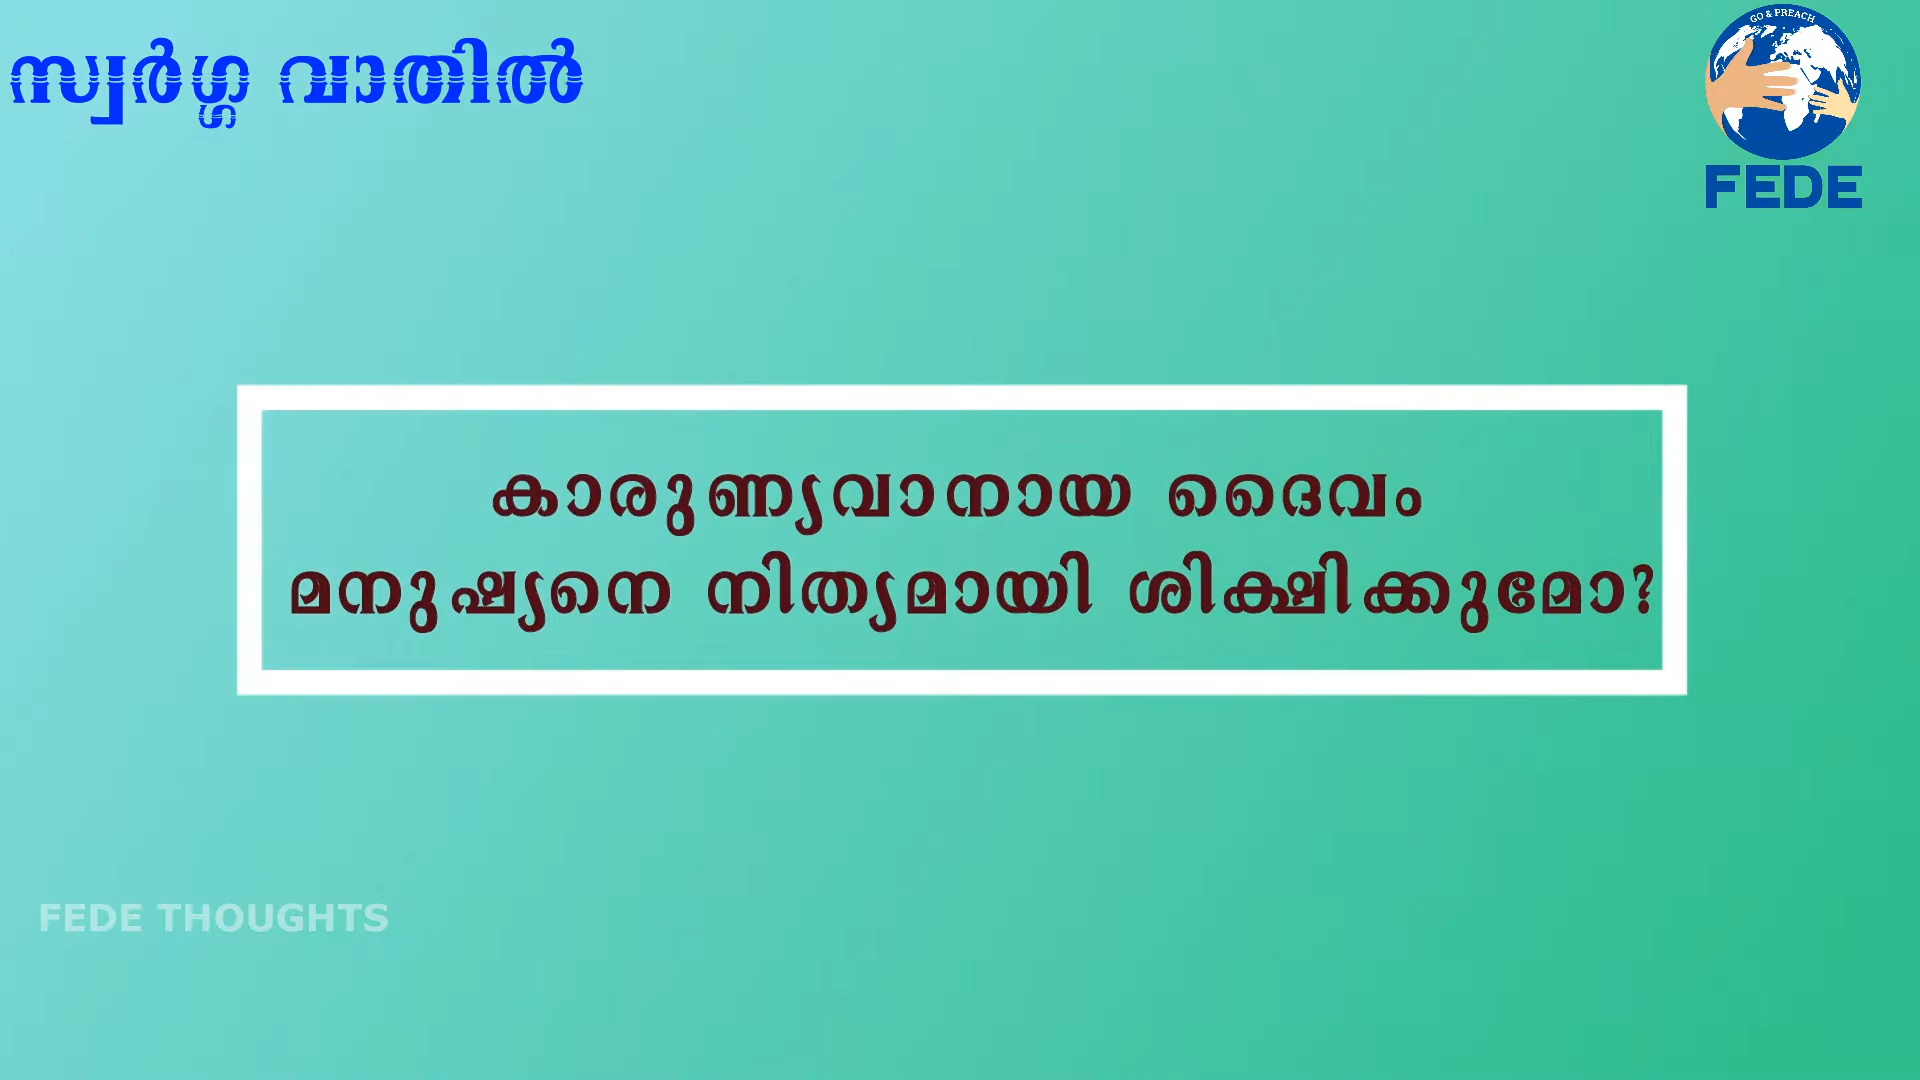 സ്വർഗ്ഗ വാതിൽ
GO & PREACH
FEDE
കാരുണ്യവാനായ ദൈവം
മനുഷ്യനെ നിത്യമായി ശിക്ഷിക്കുമോ?
FEDE THOUGHTS